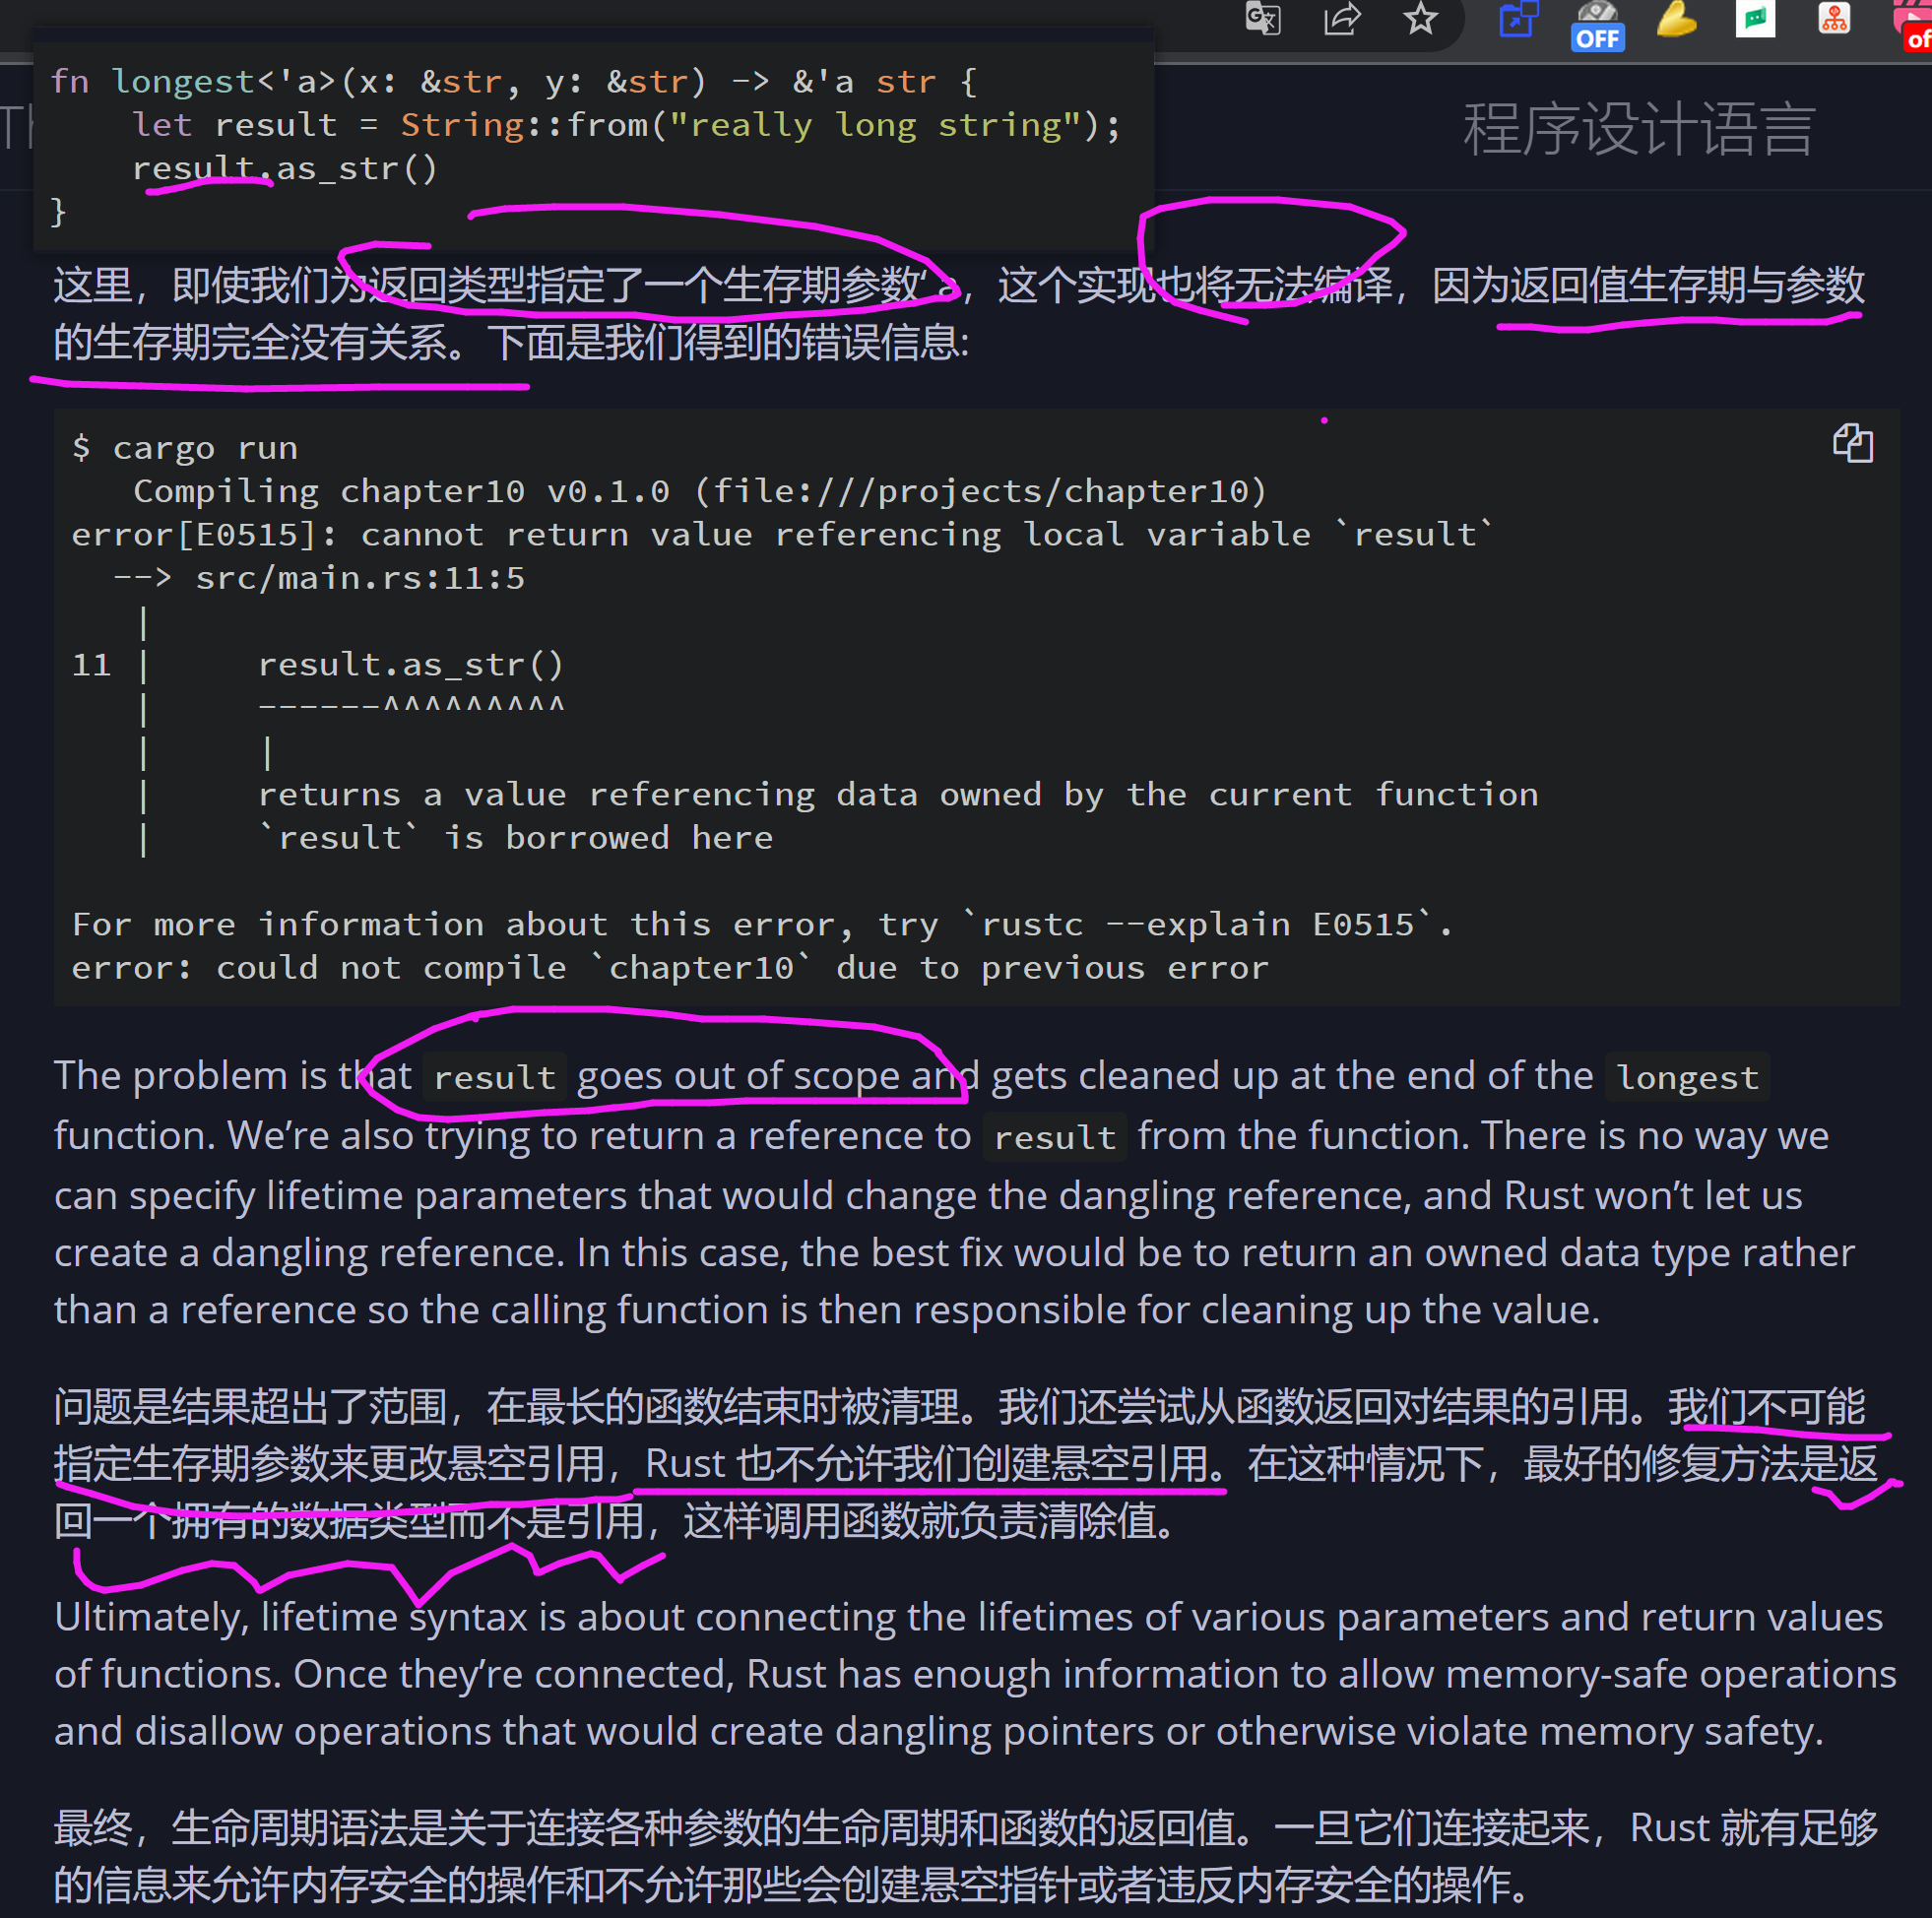 OFF
of
fn longest<'a>(x: &str, y: &str) -> &'a str {
    let result = String::from("really long string");
    result.as_str()
}
程序设计语言
这里，即使我们为返回类型指定了一个生存期参数‘ a，这个实现也将无法编译，因为返回值生存期与参数
的生存期完全没有关系。下面是我们得到的错误信息:
$ cargo run
   Compiling chapter10 v0.1.0 (file:///projects/chapter10)
error[E0515]: cannot return value referencing local variable `result`
  --> src/main.rs:11:5
   |
11 |     result.as_str()
   |     ------^^^^^^^^^
   |     |
   |     returns a value referencing data owned by the current function
   |     `result` is borrowed here
For more information about this error, try `rustc --explain E0515`.
error: could not compile `chapter10` due to previous error
The problem is that result goes out of scope and gets cleaned up at the end of the longest
function. We’re also trying to return a reference to result from the function. There is no way we
can specify lifetime parameters that would change the dangling reference, and Rust won’t let us
create a dangling reference. In this case, the best fix would be to return an owned data type rather
than a reference so the calling function is then responsible for cleaning up the value.
问题是结果超出了范围，在最长的函数结束时被清理。我们还尝试从函数返回对结果的引用。我们不可能
指定生存期参数来更改悬空引用，Rust 也不允许我们创建悬空引用。在这种情况下，最好的修复方法是返
回一个拥有的数据类型而不是引用，这样调用函数就负责清除值。
Ultimately, lifetime syntax is about connecting the lifetimes of various parameters and return values
of functions. Once they’re connected, Rust has enough information to allow memory-safe operations
and disallow operations that would create dangling pointers or otherwise violate memory safety.
最终，生命周期语法是关于连接各种参数的生命周期和函数的返回值。一旦它们连接起来，Rust 就有足够
的信息来允许内存安全的操作和不允许那些会创建悬空指针或者违反内存安全的操作。